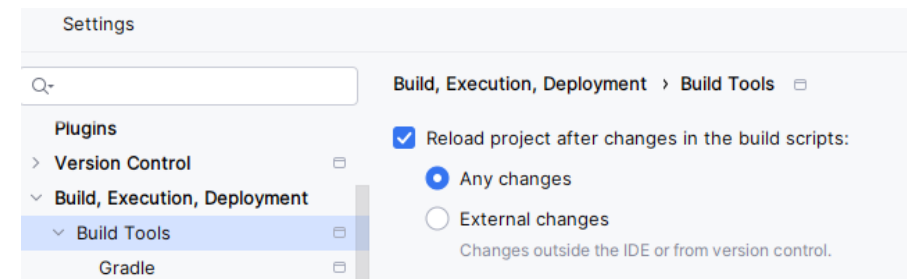 Settings
Plugins
Version Control
Build, Execution, Deployment
Build Tools
Gradle
Build, Execution, Deployment › Build Tools
Reload project after changes in the build scripts:
Any changes
External changes
Changes outside the IDE or from version control.